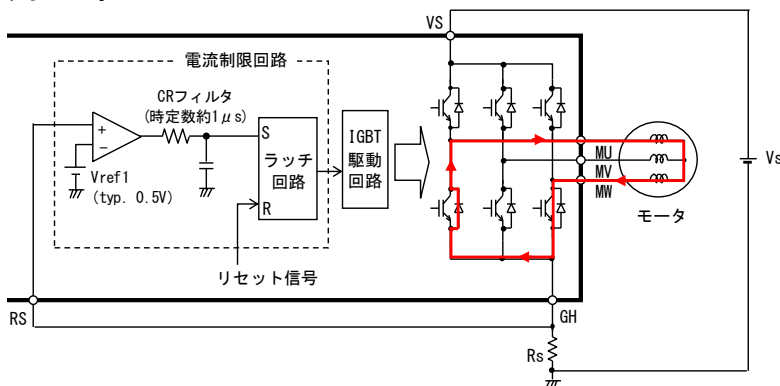 VS
電流制限回路
CRフィルタ
(時定数約1μs)
+
−
S
ラッチ
回路
R
IGBT
駆動
回路
Vref1
(typ. 0.5V)
リセット信号
MU
MV
MW
モータ
Vs
RS
GH
Rs